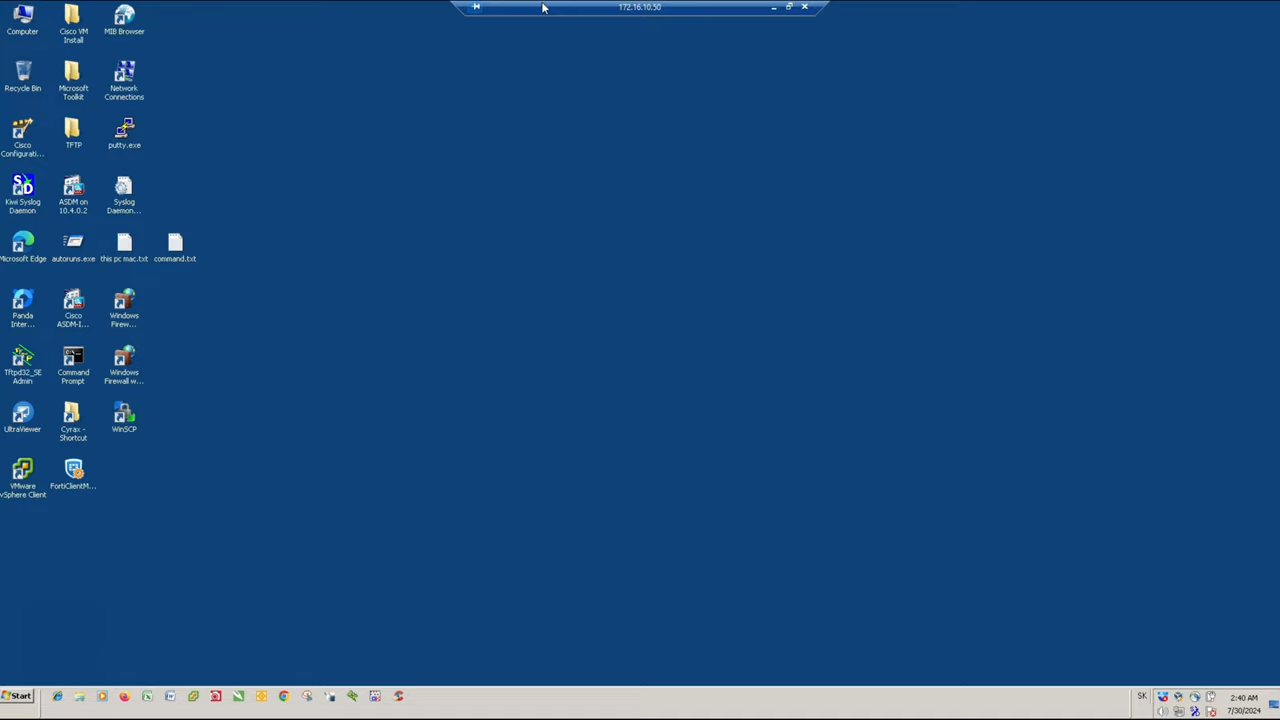 172.16.10.50
Computer
Cisco VM
Install
MIB Browser
Recycle Bin
Microsoft
Toolkit
Network
Connections
Cisco
Configurati...
TFTP
putty.exe
Kiwi Syslog
Daemon
ASDM on
10.4.0.2
Syslog
Daemon...
Microsoft Edge
autoruns.exe
this pc mac.txt
command.txt
Panda
Inter...
Cisco
ASDM-I...
Windows
Firew...
Tftpd32_SE
Admin
Command
Prompt
Windows
Firewall w...
UltraViewer
Cyrax -
Shortcut
WinSCP
VMware
vSphere Client
FortiClientM...
Start
SK
2:40 AM
7/30/2024